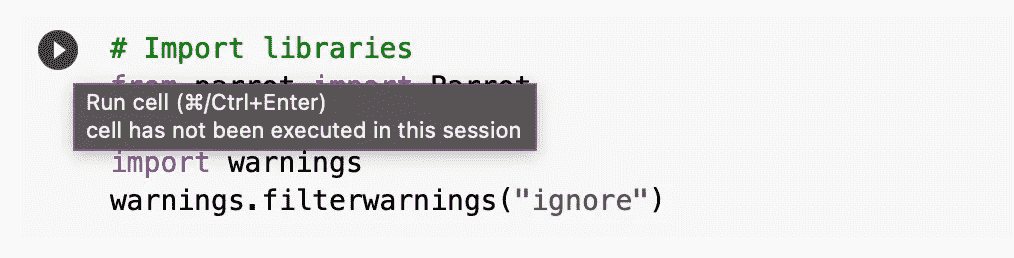 # Import libraries
from parrot import Parrot
Run cell (⌘/Ctrl+Enter)
cell has not been executed in this session
import warnings
warnings.filterwarnings("ignore")